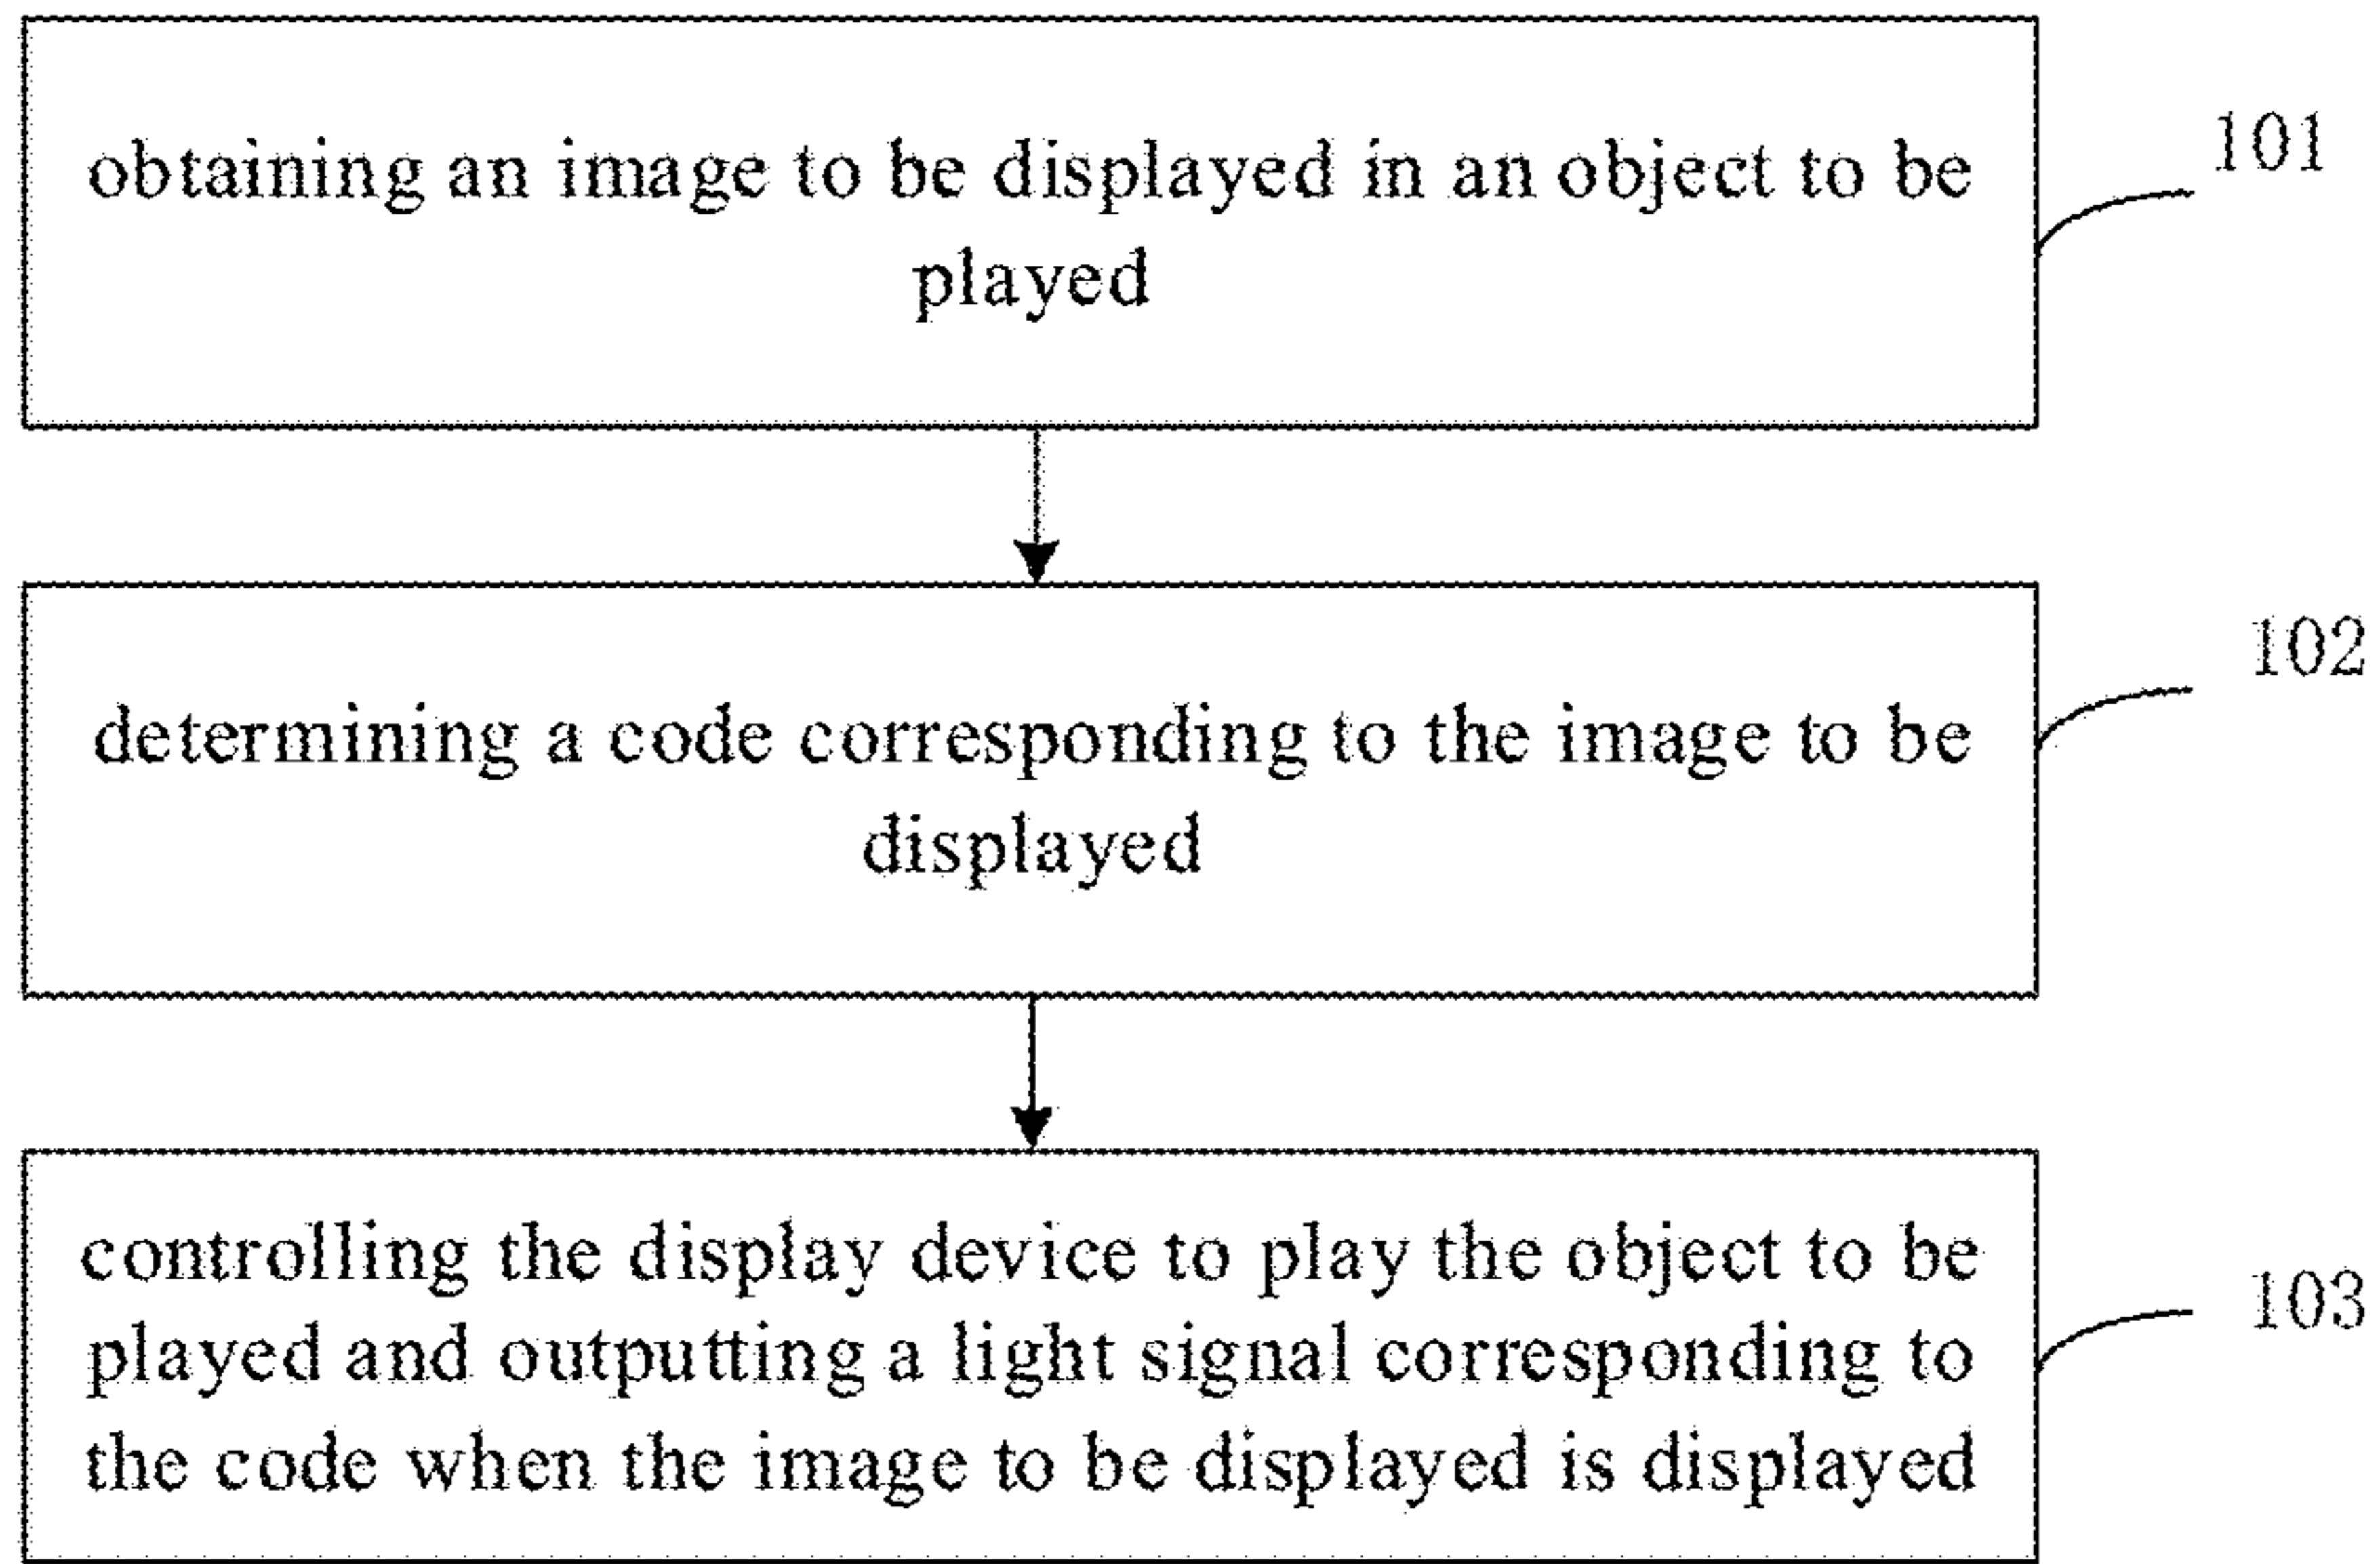 obtaining an image to be displayed in an object to be
played
101
determining a code corresponding to the image to be
displayed
102
controlling the display device to play the object to be
played and outputting a light signal corresponding to
the code when the image to be displayed is displayed
103